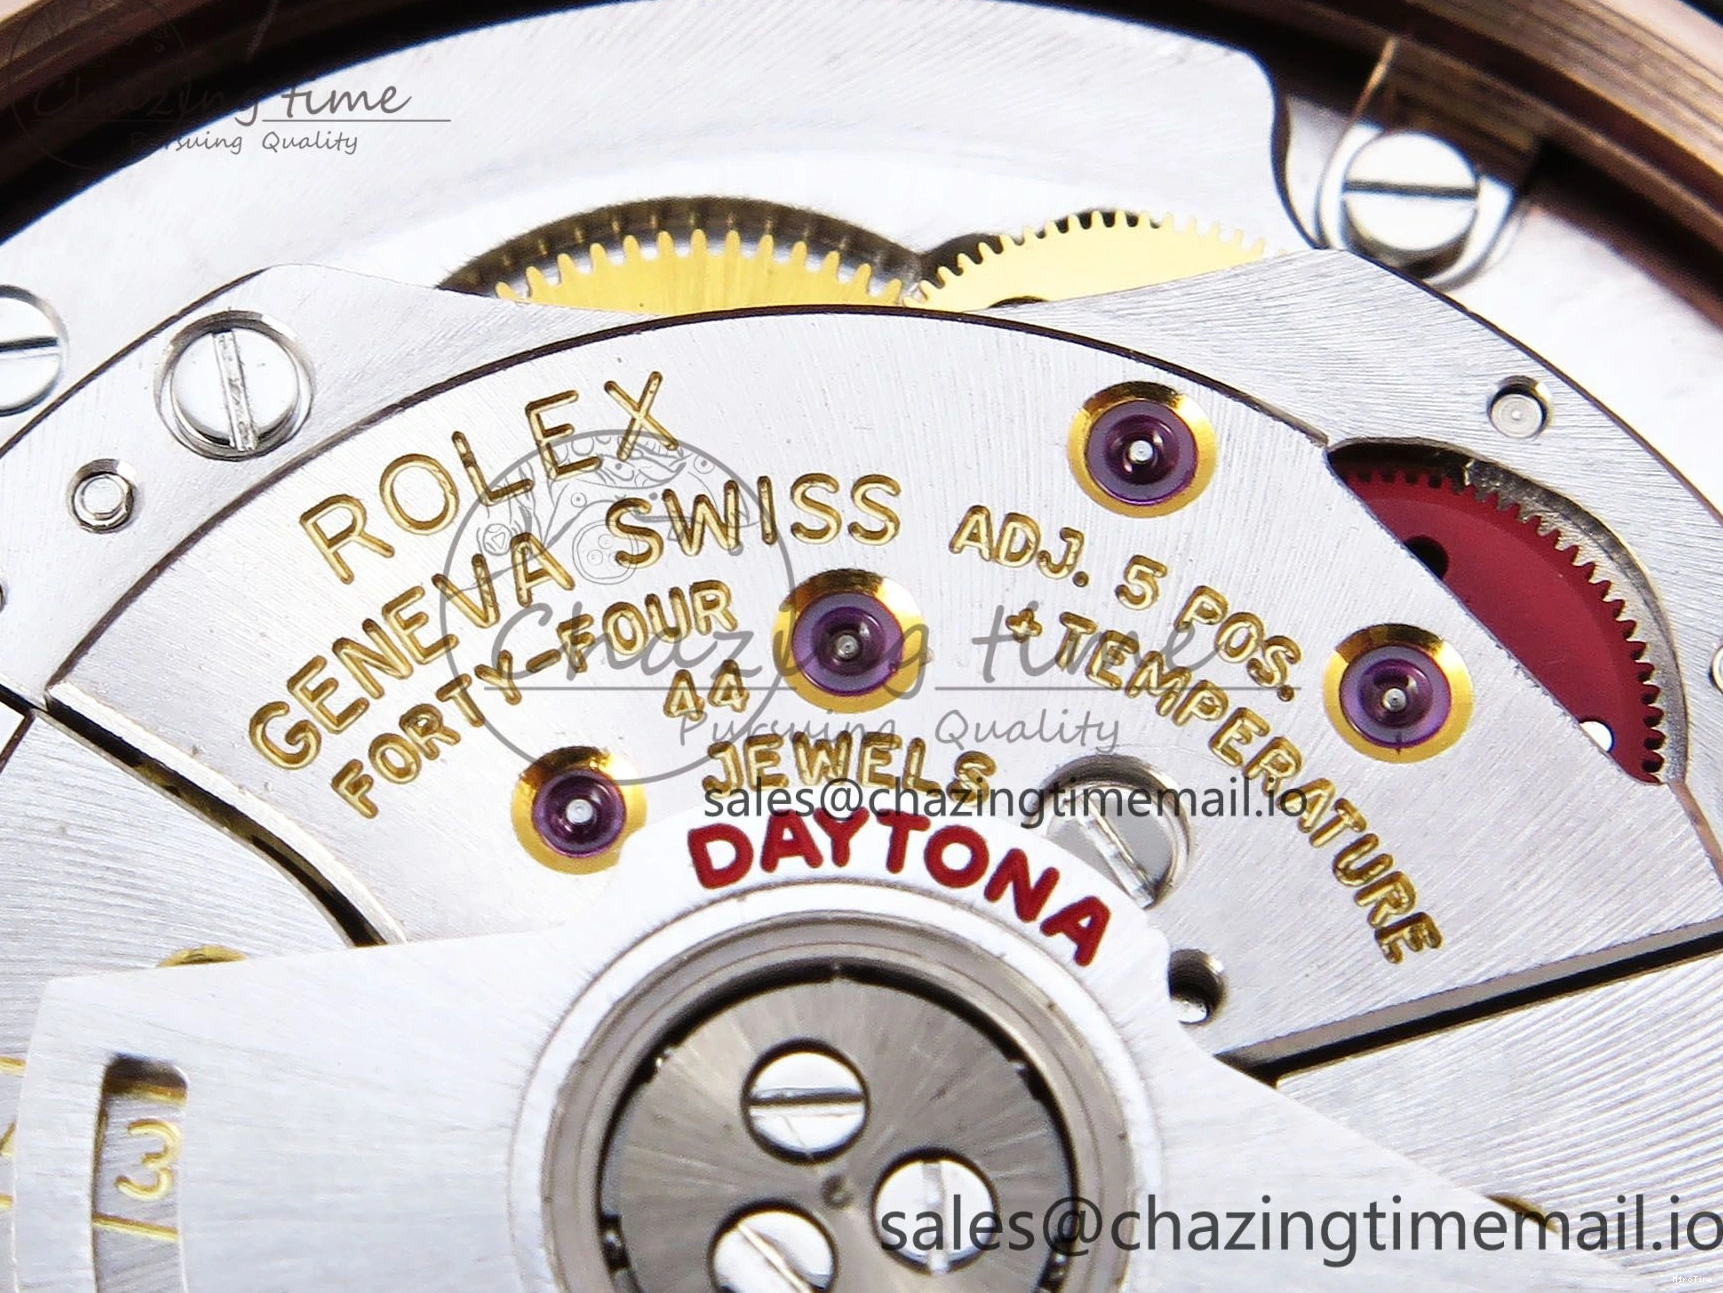 Chazing time
Pursuing Quality
ROLEX
GENEVA SWISS
FORTY-FOUR
44
JEWELS
ADJ. 5 POS.
+ TEMPERATURE
Chazing time
Pursuing Quality
sales@chazingtimemail.io
DAYTONA
3
sales@chazingtimemail.io